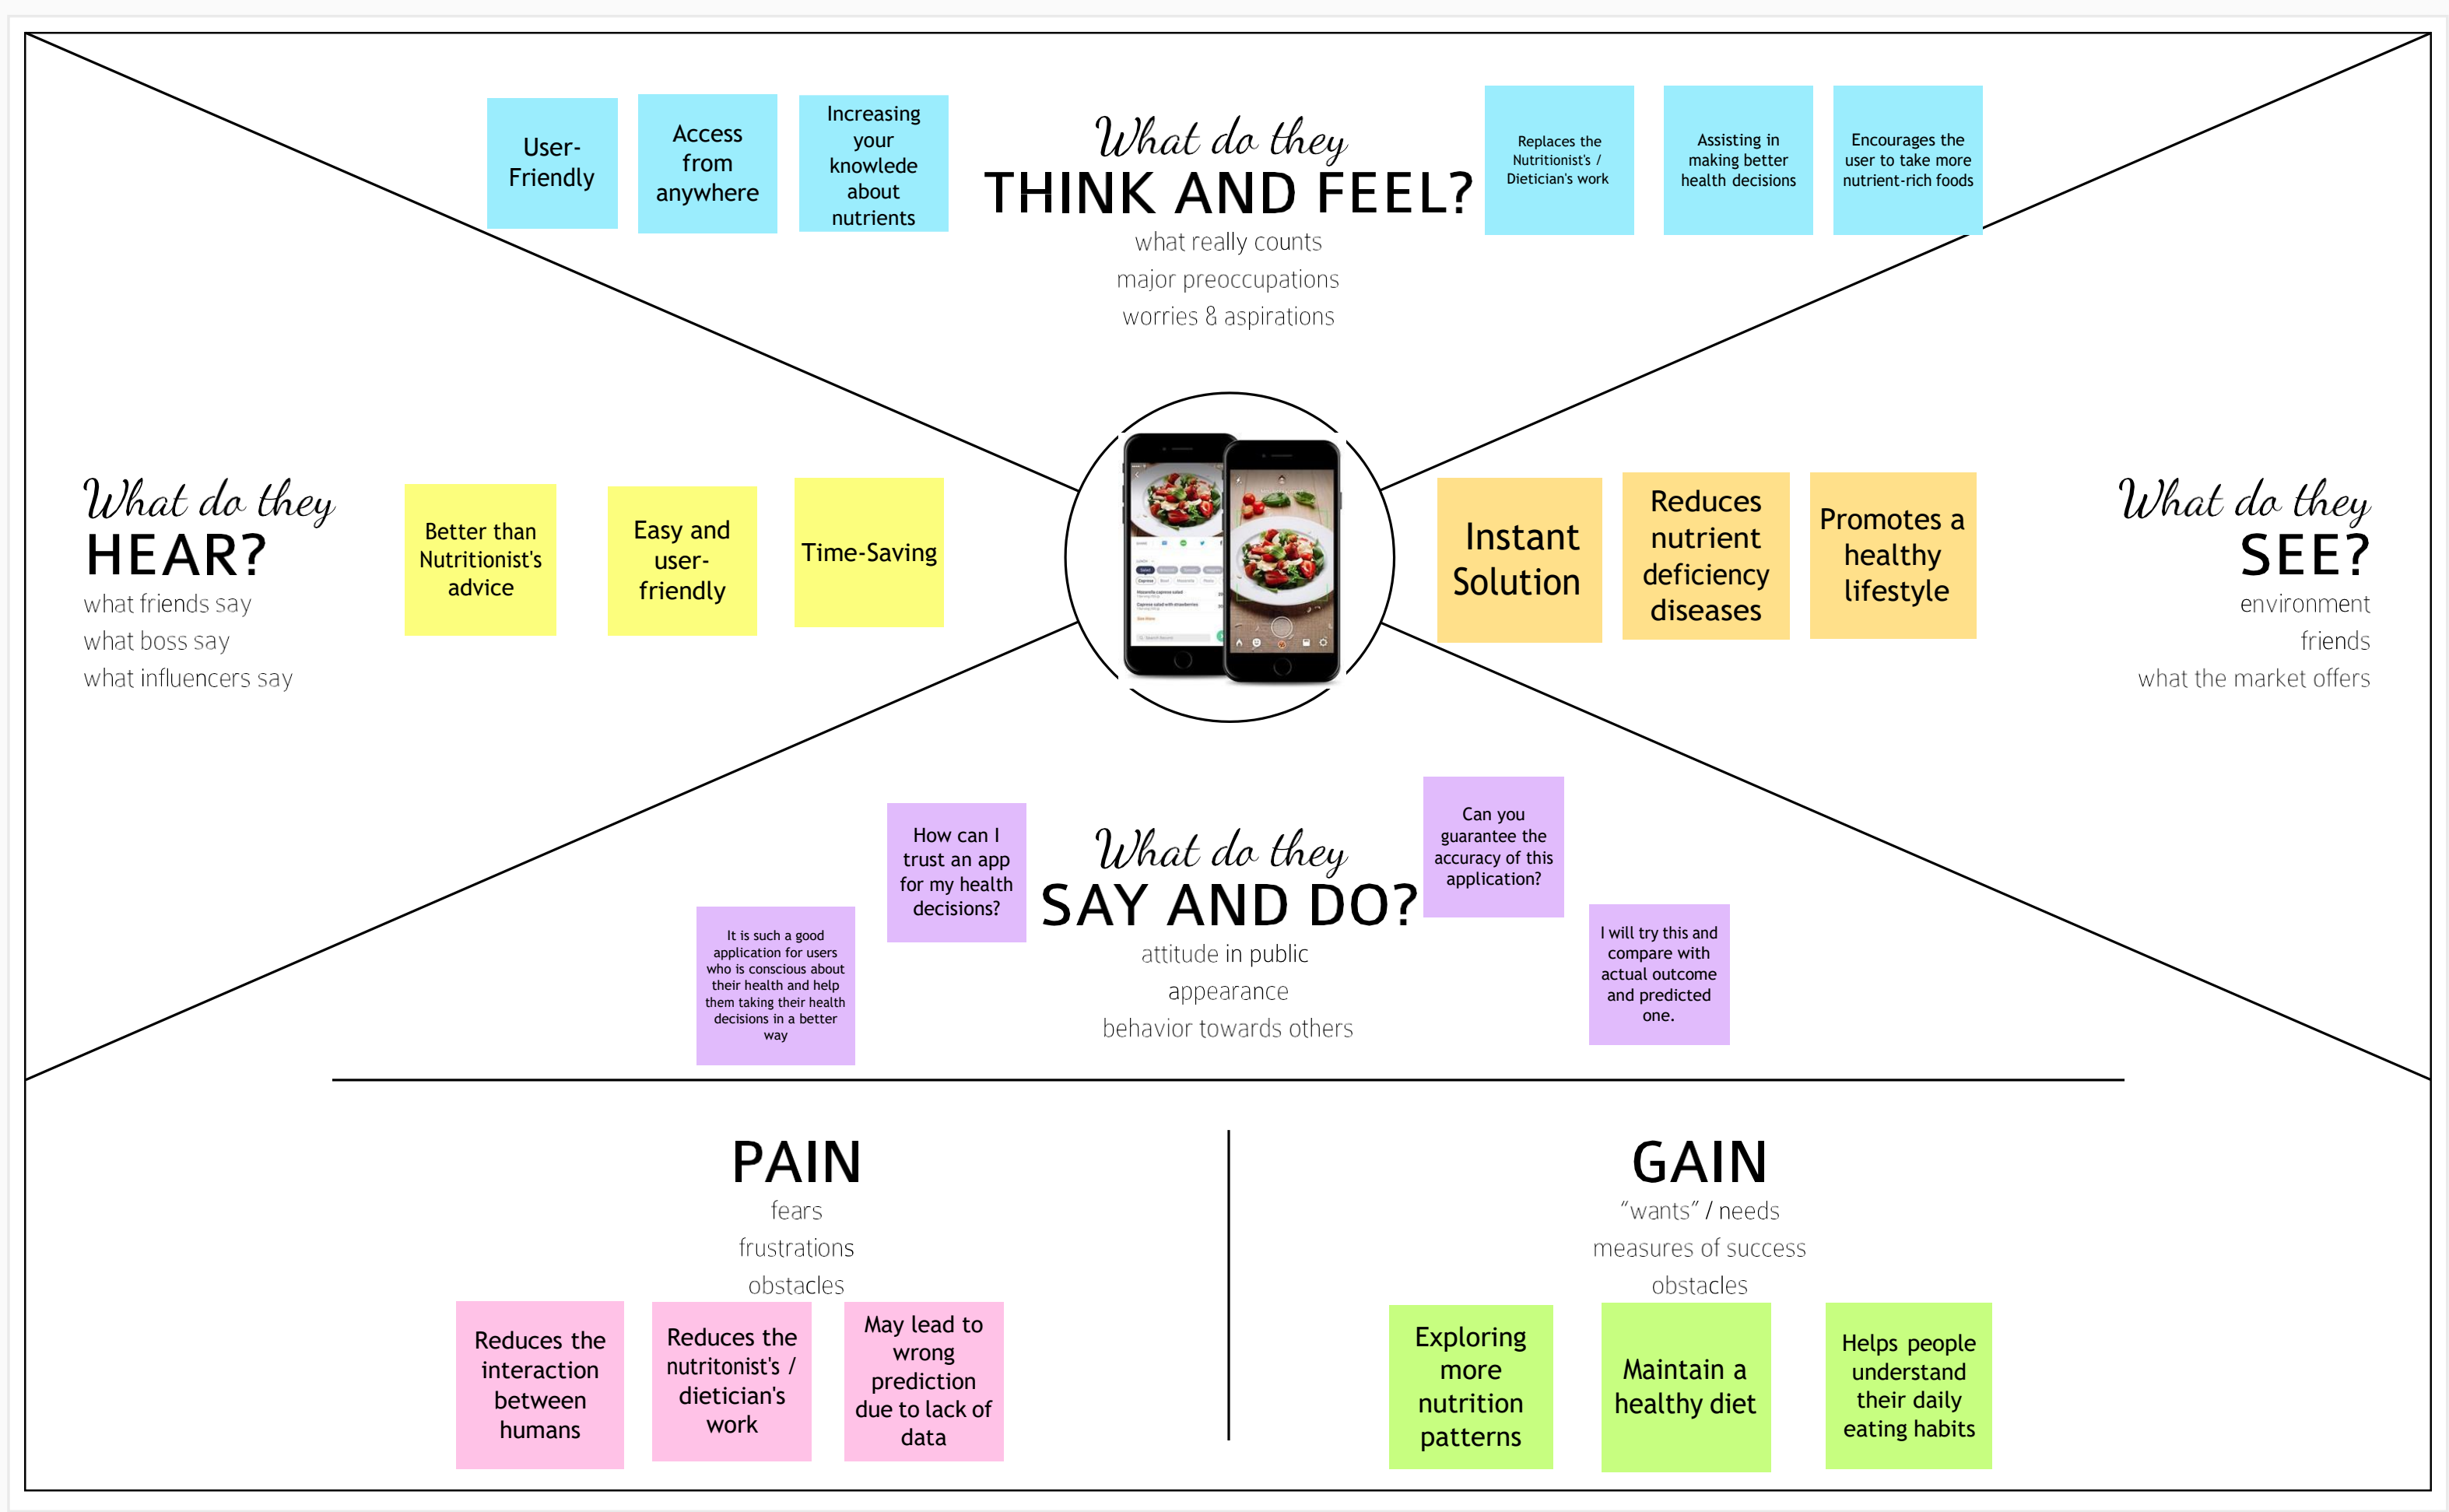 User-
Friendly
Access
from
anywhere
Increasing
your
knowlede
about
nutrients
What do they
THINK AND FEEL?
what really counts
major preoccupations
worries & aspirations
Replaces the
Nutritionist's /
Dietician's work
Assisting in
making better
health decisions
Encourages the
user to take more
nutrient-rich foods
What do they
HEAR?
what friends say
what boss say
what influencers say
Better than
Nutritionist's
advice
Easy and
user-
friendly
Time-Saving
Instant
Solution
Reduces
nutrient
deficiency
diseases
Promotes a
healthy
lifestyle
What do they
SEE?
environment
friends
what the market offers
It is such a good
application for users
who is conscious about
their health and help
them taking their health
decisions in a better
way
How can I
trust an app
for my health
decisions?
What do they
SAY AND DO?
attitude in public
appearance
behavior towards others
Can you
guarantee the
accuracy of this
application?
I will try this and
compare with
actual outcome
and predicted
one.
PAIN
fears
frustrations
obstacles
Reduces the
interaction
between
humans
Reduces the
nutritonist's /
dietician's
work
May lead to
wrong
prediction
due to lack of
data
GAIN
“wants” / needs
measures of success
obstacles
Exploring
more
nutrition
patterns
Maintain a
healthy diet
Helps people
understand
their daily
eating habits